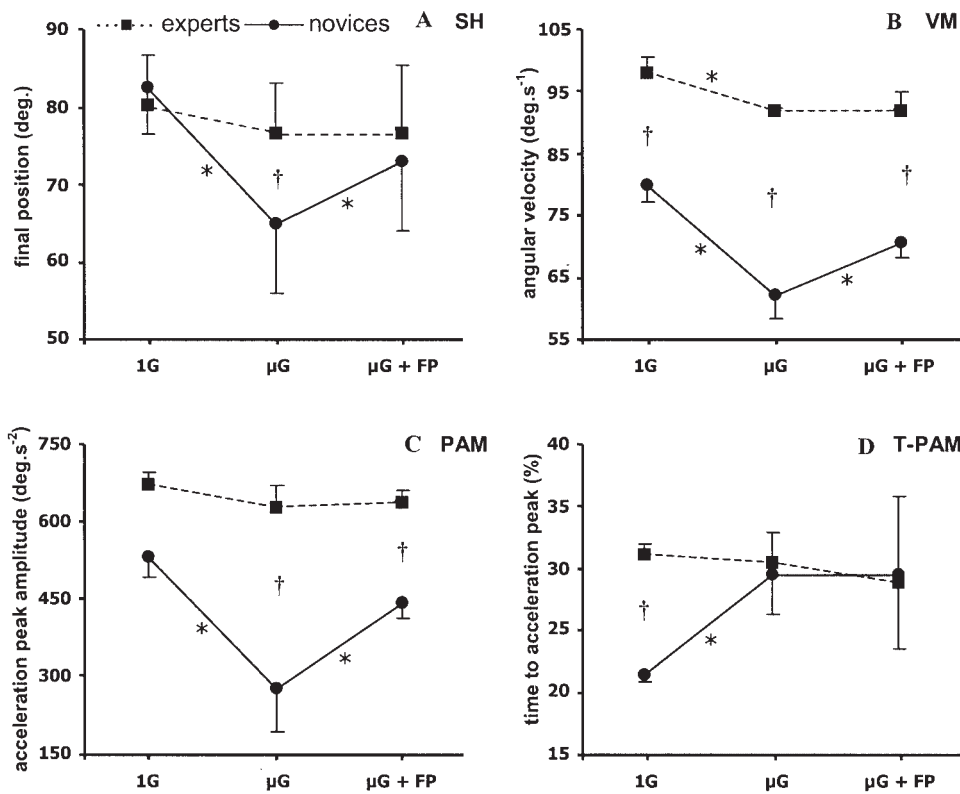 experts novices
A SH
final position (deg.)
90
80
70
60
50
*
†
*
1G µG µG + FP
B VM
angular velocity (deg.s⁻¹)
105
95
85
75
65
55
*
†
†
†
*
*
1G µG µG + FP
C PAM
acceleration peak amplitude (deg.s⁻²)
750
600
450
300
150
†
†
*
*
1G µG µG + FP
D T-PAM
time to acceleration peak (%)
40
35
30
25
20
15
†
*
1G µG µG + FP